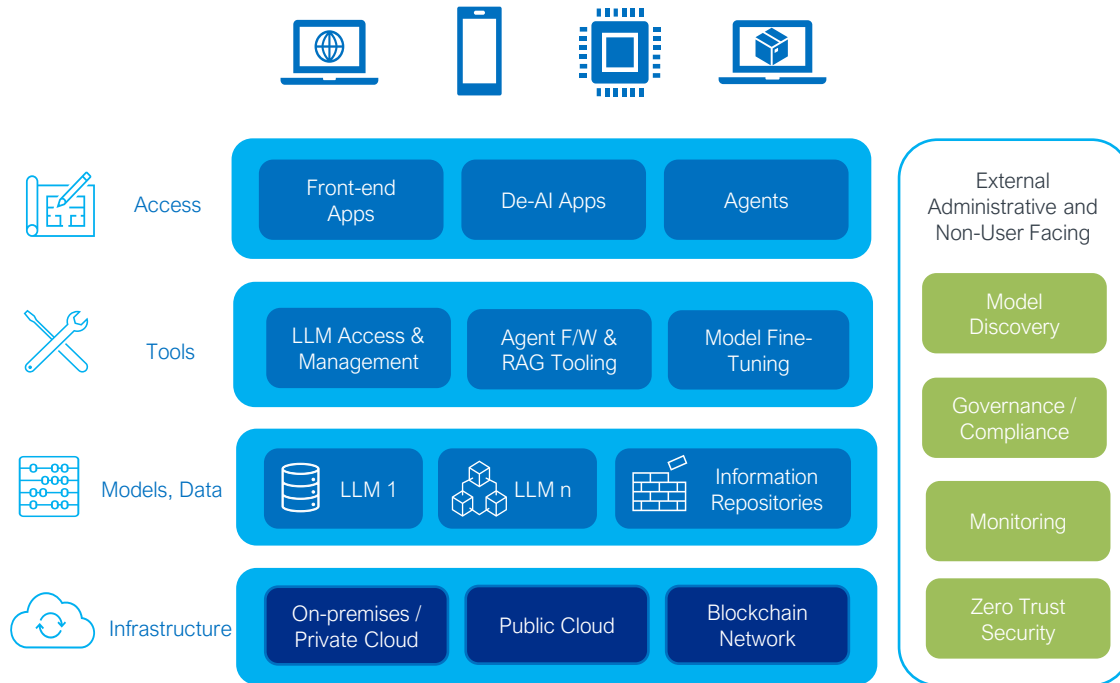 Access
Front-end
Apps
De-AI Apps
Agents
Tools
LLM Access &
Management
Agent F/W &
RAG Tooling
Model Fine-
Tuning
Models, Data
LLM 1
LLM n
Information
Repositories
Infrastructure
On-premises /
Private Cloud
Public Cloud
Blockchain
Network
External
Administrative and
Non-User Facing
Model
Discovery
Governance /
Compliance
Monitoring
Zero Trust
Security